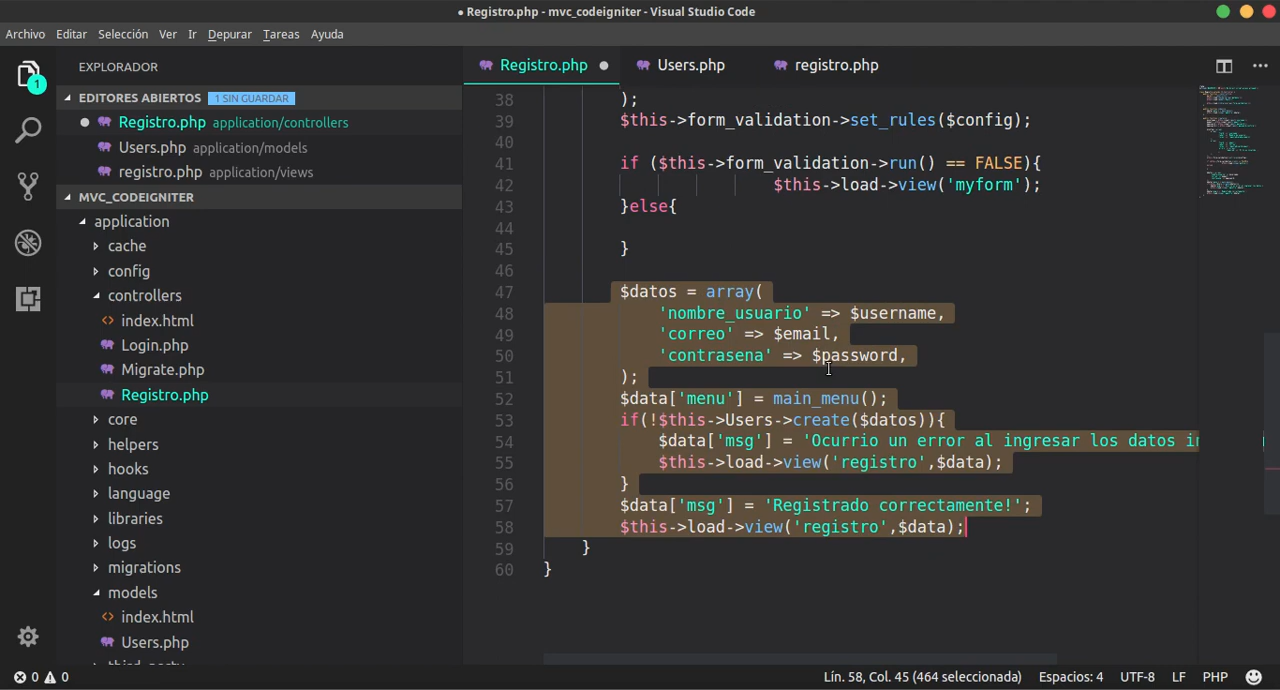 ● Registro.php - mvc_codeigniter - Visual Studio Code
Archivo Editar Selección Ver Ir Depurar Tareas Ayuda
EXPLORADOR
Registro.php ● Users.php registro.php
1
EDITORES ABIERTOS 1 SIN GUARDAR
Registro.php application/controllers
Users.php application/models
registro.php application/views
MVC_CODEIGNITER
application
cache
config
controllers
index.html
Login.php
Migrate.php
Registro.php
core
helpers
hooks
language
libraries
logs
migrations
models
index.html
Users.php
38 );
39 $this->form_validation->set_rules($config);
40
41 if ($this->form_validation->run() == FALSE){
42 $this->load->view('myform');
43 }else{
44
45 }
46
47 $datos = array(
48 'nombre_usuario' => $username,
49 'correo' => $email,
50 'contrasena' => $password,
51 );
52 $data['menu'] = main_menu();
53 if(!$this->Users->create($datos)){
54 $data['msg'] = 'Ocurrio un error al ingresar los datos
55 $this->load->view('registro',$data);
56 }
57 $data['msg'] = 'Registrado correctamente!';
58 $this->load->view('registro',$data);
59 }
60 }
0 0 Lín. 58, Col. 45 (464 seleccionada) Espacios: 4 UTF-8 LF PHP